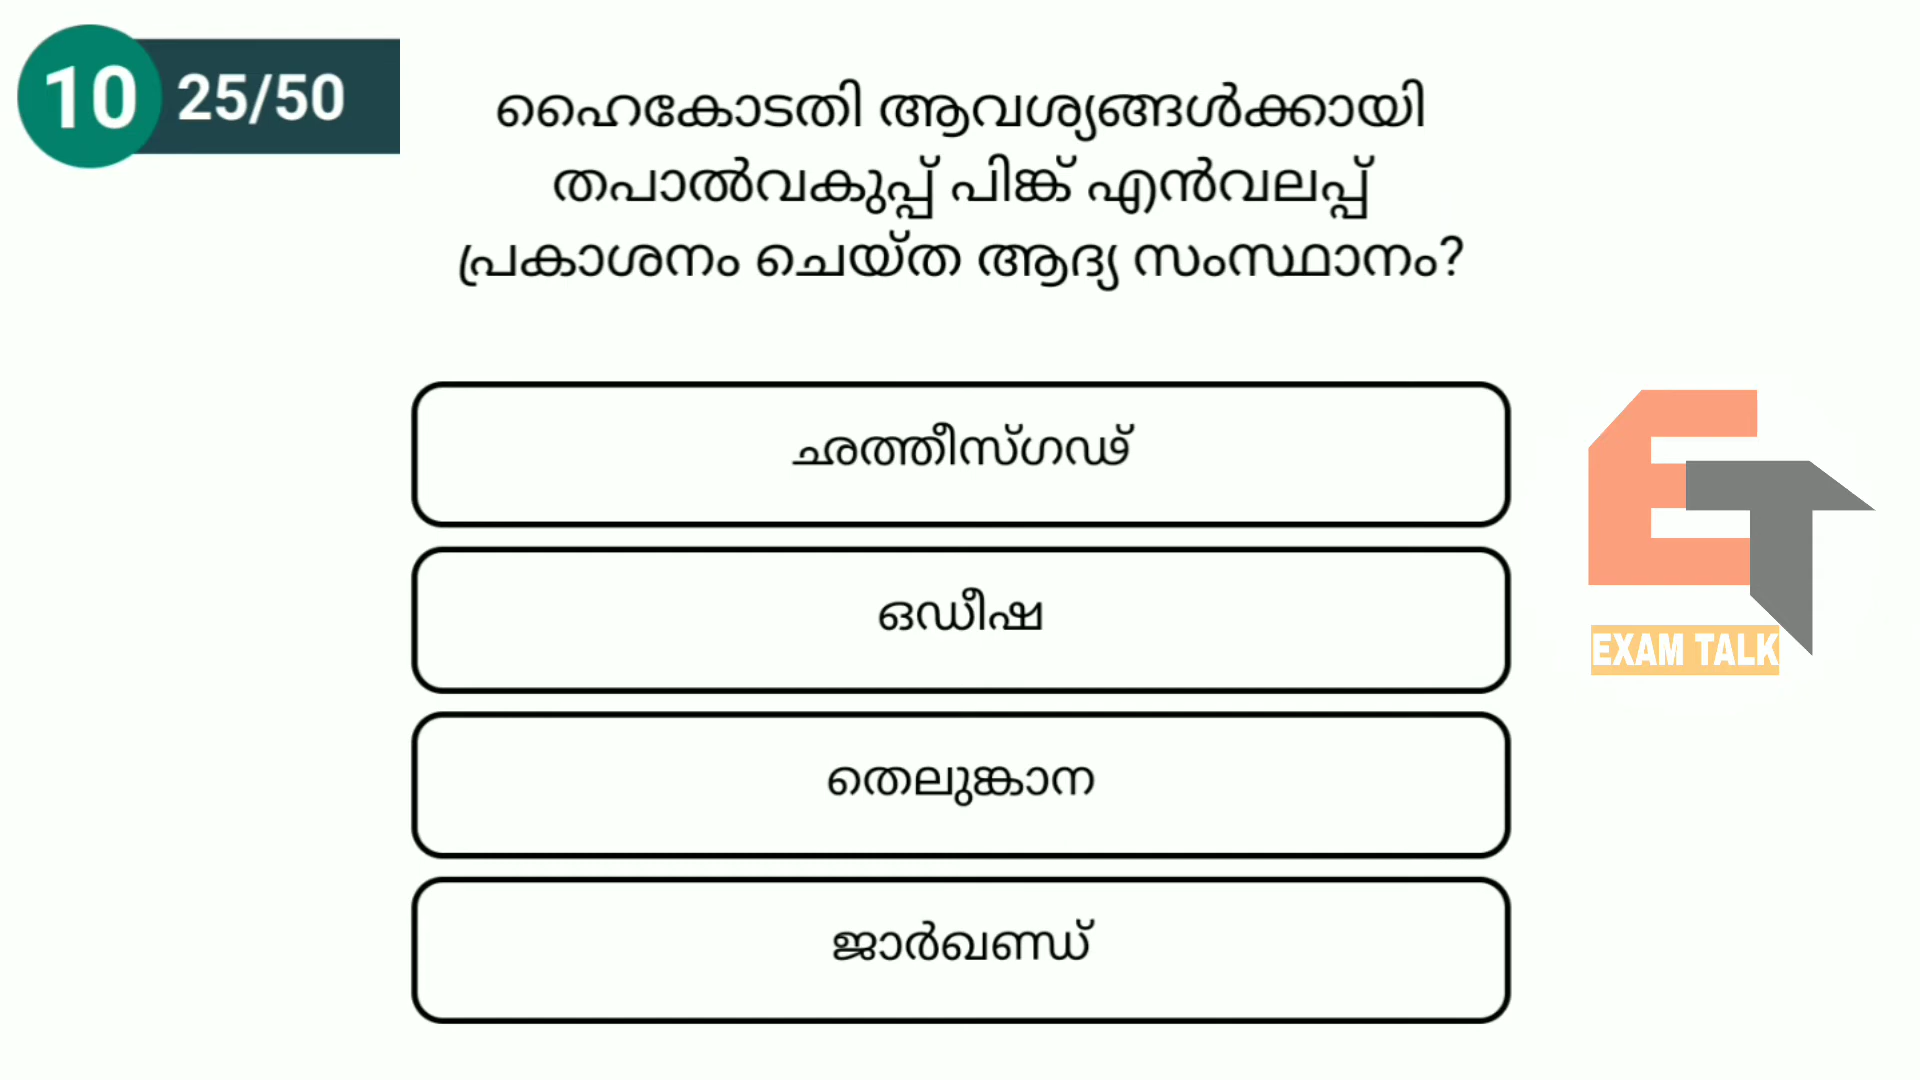 10 25/50
ഹൈകോടതി ആവശ്യങ്ങൾക്കായി
തപാൽവകുപ്പ് പിങ്ക് എൻവലപ്പ്
പ്രകാശനം ചെയ്ത ആദ്യ സംസ്ഥാനം?
ഛത്തീസ്ഗഢ്
ഒഡീഷ
തെലുങ്കാന
ജാർഖണ്ഡ്
ET
EXAM TALK